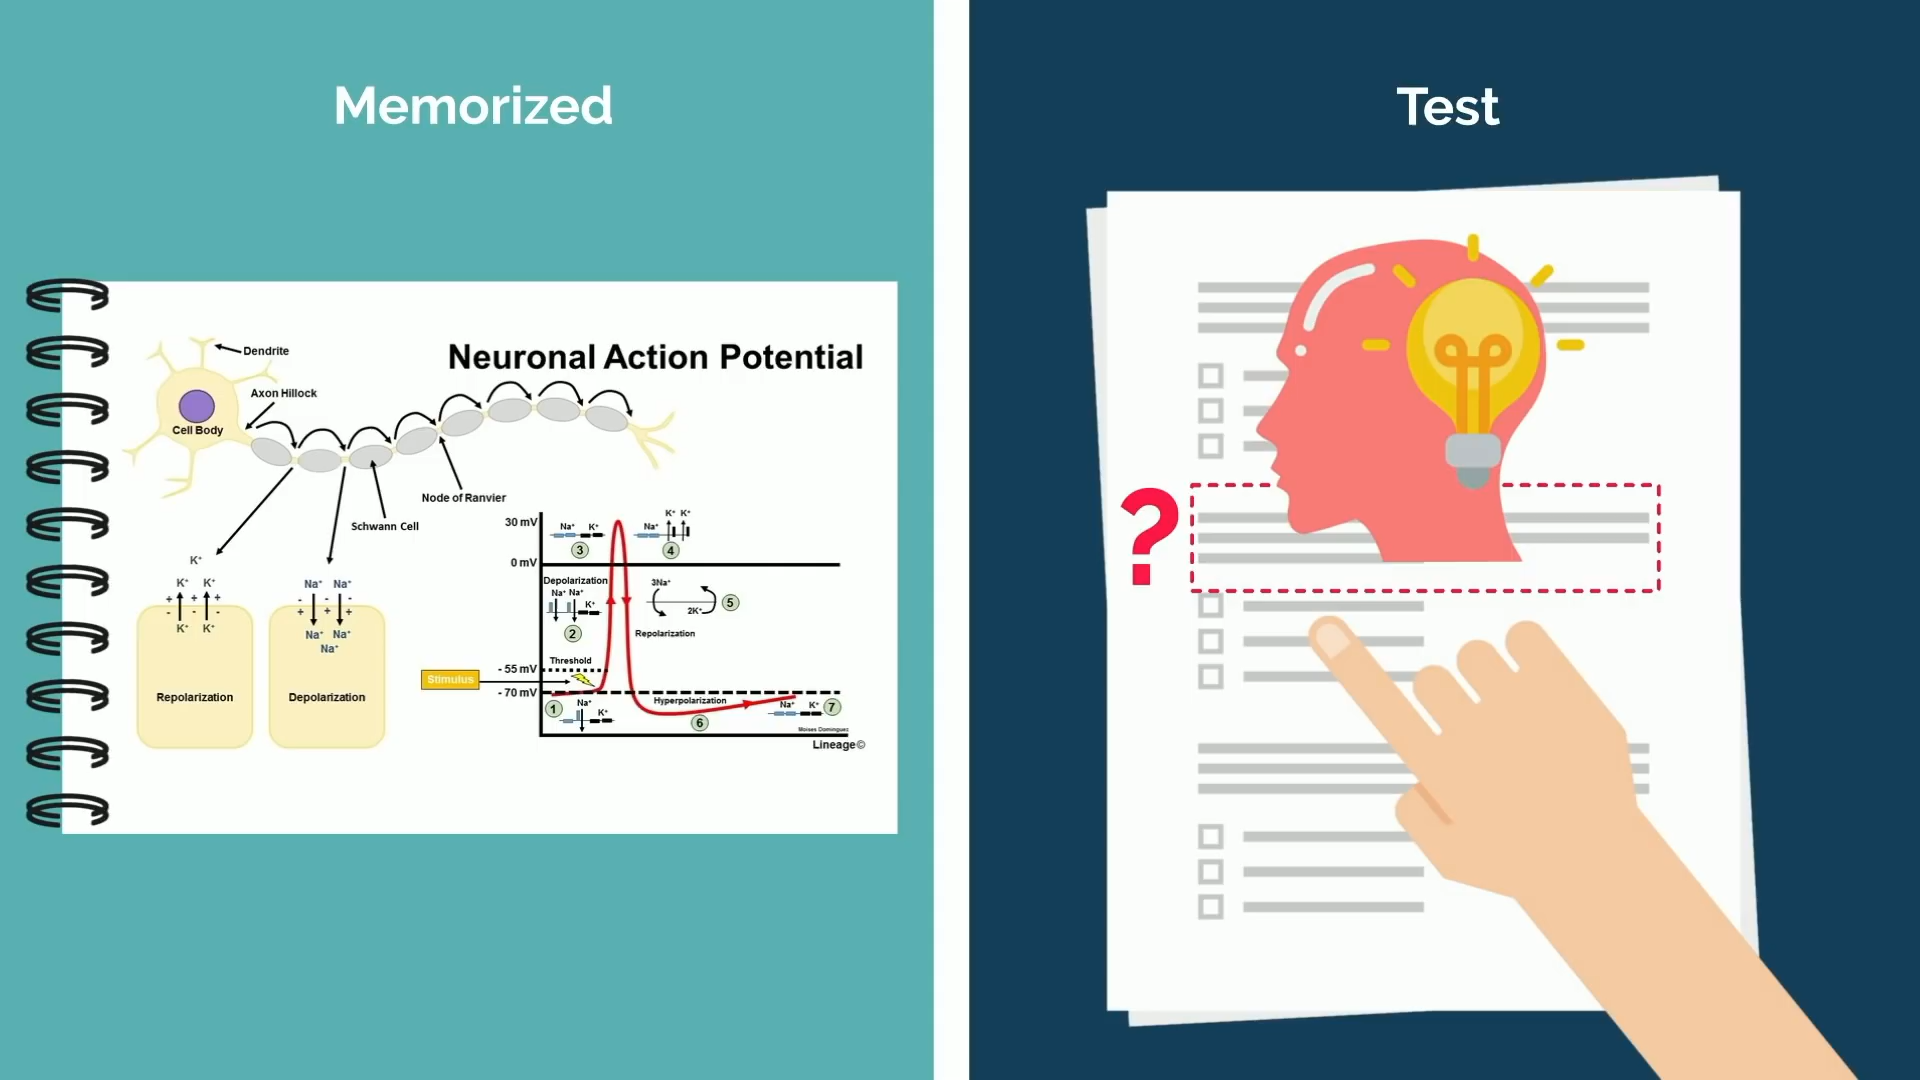 Memorized
Dendrite
Neuronal Action Potential
Axon Hillock
Cell Body
Node of Ranvier
Schwann Cell
K⁺
K⁺ K⁺
+ + +
- - -
K⁺ K⁺
Repolarization
Na⁺ Na⁺
- - -
+ + +
Na⁺ Na⁺
Na⁺
Depolarization
30 mV
Na⁺ K⁺
3
K⁺ K⁺
Na⁺
4
0 mV
Depolarization
Na⁺ Na⁺
K⁺
2
3Na⁺
2K⁺
5
Repolarization
Threshold
- 55 mV
Stimulus
- 70 mV
1
Na⁺
K⁺
Hyperpolarization
6
Na⁺ K⁺
7
Moises Dominguez
Lineage©
Test
?